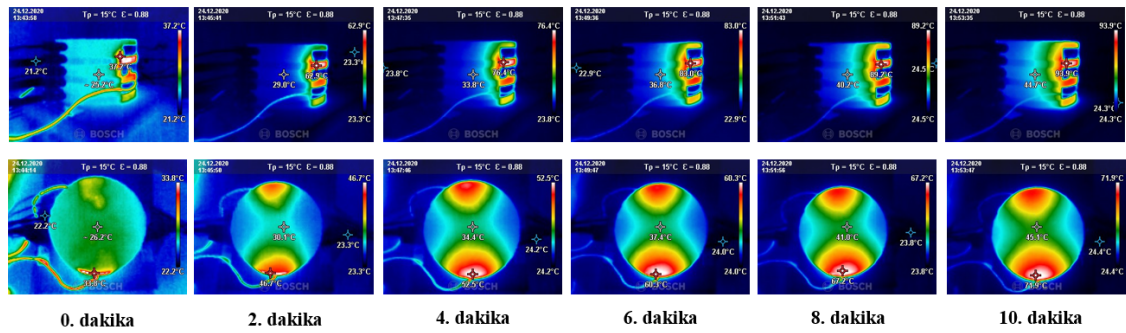 24.12.2020
13:43:58
Tp = 15°C Ɛ = 0.88
37.2°C
21.2°C
21.2°C
BOSCH
24.12.2020
13:45:41
Tp = 15°C Ɛ = 0.88
62.9°C
23.3°C
62.9°C
29.0°C
23.3°C
BOSCH
24.12.2020
13:47:35
Tp = 15°C Ɛ = 0.88
76.4°C
23.8°C
76.4°C
33.8°C
23.8°C
BOSCH
24.12.2020
13:49:36
Tp = 15°C Ɛ = 0.88
83.0°C
22.9°C
83.0°C
36.8°C
22.9°C
BOSCH
24.12.2020
13:51:43
Tp = 15°C Ɛ = 0.88
89.2°C
24.5°C
89.2°C
40.2°C
24.5°C
BOSCH
24.12.2020
13:53:35
Tp = 15°C Ɛ = 0.88
93.9°C
93.9°C
44.7°C
24.3°C
24.3°C
BOSCH
24.12.2020
13:44:14
Tp = 15°C Ɛ = 0.88
33.8°C
22.2°C
~ 26.2°C
33.8°C
22.2°C
BOSCH
24.12.2020
13:45:50
Tp = 15°C Ɛ = 0.88
46.7°C
30.1°C
23.3°C
46.7°C
23.3°C
BOSCH
24.12.2020
13:47:46
Tp = 15°C Ɛ = 0.88
52.5°C
34.4°C
24.2°C
52.5°C
24.2°C
BOSCH
24.12.2020
13:49:47
Tp = 15°C Ɛ = 0.88
60.3°C
37.4°C
24.0°C
60.3°C
24.0°C
BOSCH
24.12.2020
13:51:56
Tp = 15°C Ɛ = 0.88
67.2°C
41.0°C
23.8°C
67.2°C
23.8°C
BOSCH
24.12.2020
13:53:47
Tp = 15°C Ɛ = 0.88
71.9°C
45.1°C
24.4°C
71.9°C
24.4°C
BOSCH
0. dakika
2. dakika
4. dakika
6. dakika
8. dakika
10. dakika